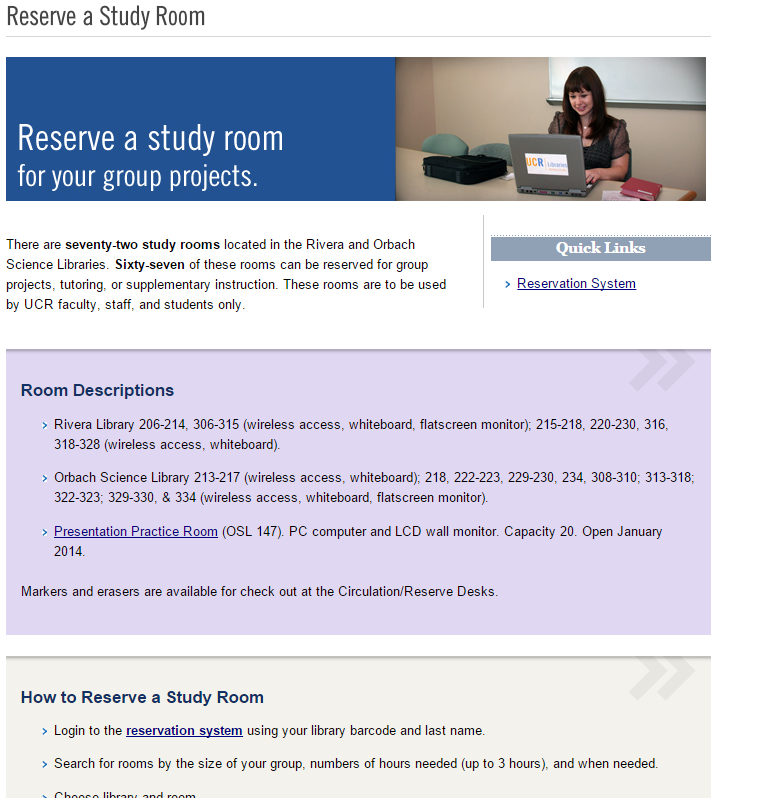 Reserve a Study Room
Reserve a study room
for your group projects.
UCR Libraries
There are seventy-two study rooms located in the Rivera and Orbach
Science Libraries. Sixty-seven of these rooms can be reserved for group
projects, tutoring, or supplementary instruction. These rooms are to be used
by UCR faculty, staff, and students only.
Quick Links
Reservation System
Room Descriptions
Rivera Library 206-214, 306-315 (wireless access, whiteboard, flatscreen monitor); 215-218, 220-230, 316,
318-328 (wireless access, whiteboard).
Orbach Science Library 213-217 (wireless access, whiteboard); 218, 222-223, 229-230, 234, 308-310; 313-318;
322-323; 329-330, & 334 (wireless access, whiteboard, flatscreen monitor).
Presentation Practice Room (OSL 147). PC computer and LCD wall monitor. Capacity 20. Open January
2014.
Markers and erasers are available for check out at the Circulation/Reserve Desks.
How to Reserve a Study Room
Login to the reservation system using your library barcode and last name.
Search for rooms by the size of your group, numbers of hours needed (up to 3 hours), and when needed.
Choose library and room